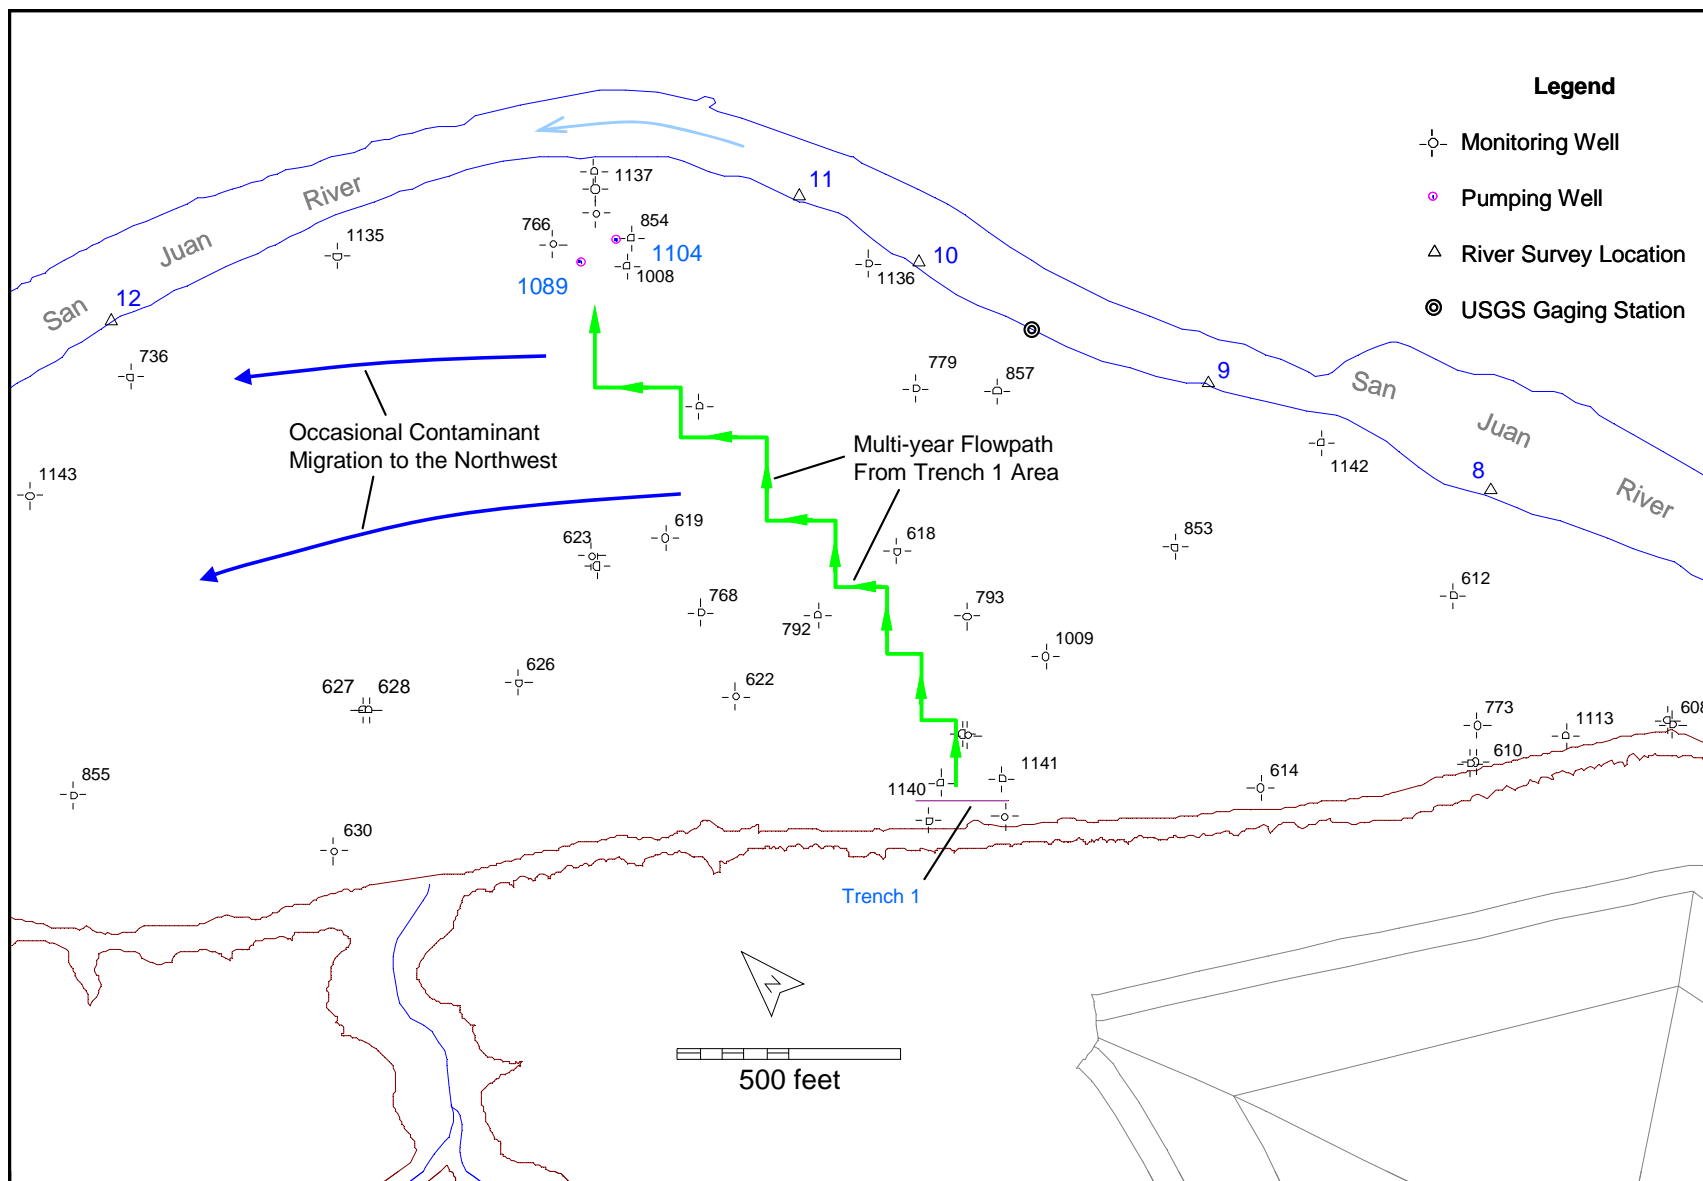 Legend
Monitoring Well
Pumping Well
River Survey Location
USGS Gaging Station
San
Juan
River
San
Juan
River
12
11
10
9
8
1137
854
766
1104
1008
1089
1135
1136
736
779
857
1142
Occasional Contaminant
Migration to the Northwest
Multi-year Flowpath
From Trench 1 Area
1143
619
623
618
853
612
768
792
793
1009
626
622
627
628
773
1113
608
610
614
855
1140
1141
630
Trench 1
N
500 feet